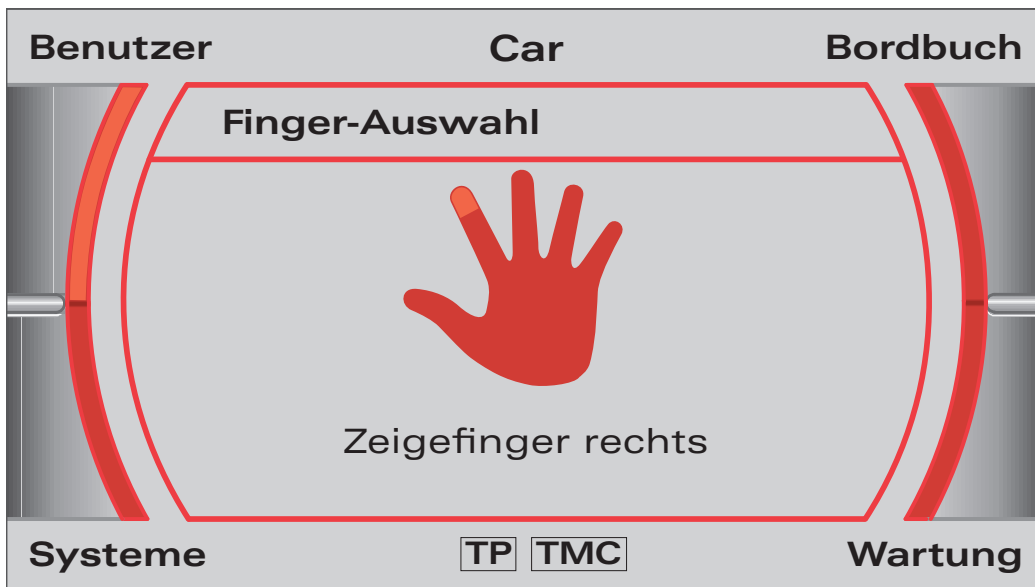 Benutzer Car Bordbuch
Finger-Auswahl
Zeigefinger rechts
Systeme TP TMC Wartung